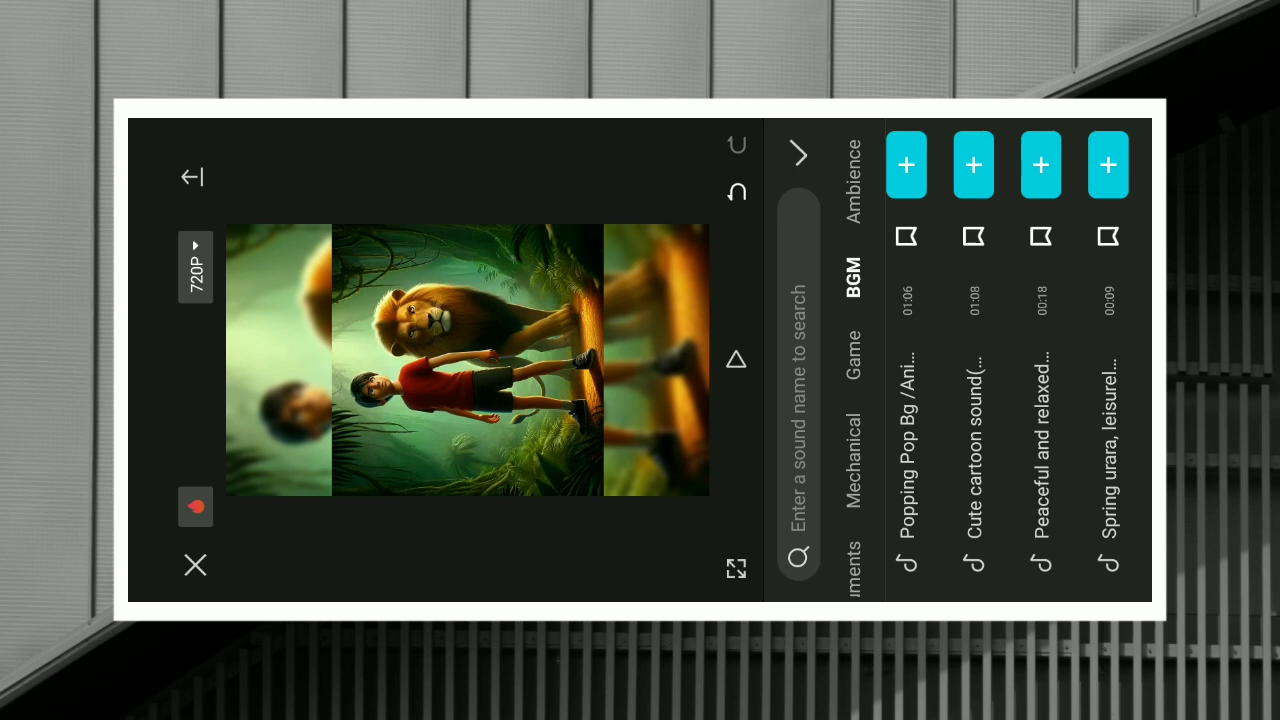 720P
Enter a sound name to search
uments Mechanical Game BGM Ambience
Popping Pop Bg /Ani... 01:06
Cute cartoon sound(... 01:08
Peaceful and relaxed... 00:18
Spring urara, leisurel... 00:09